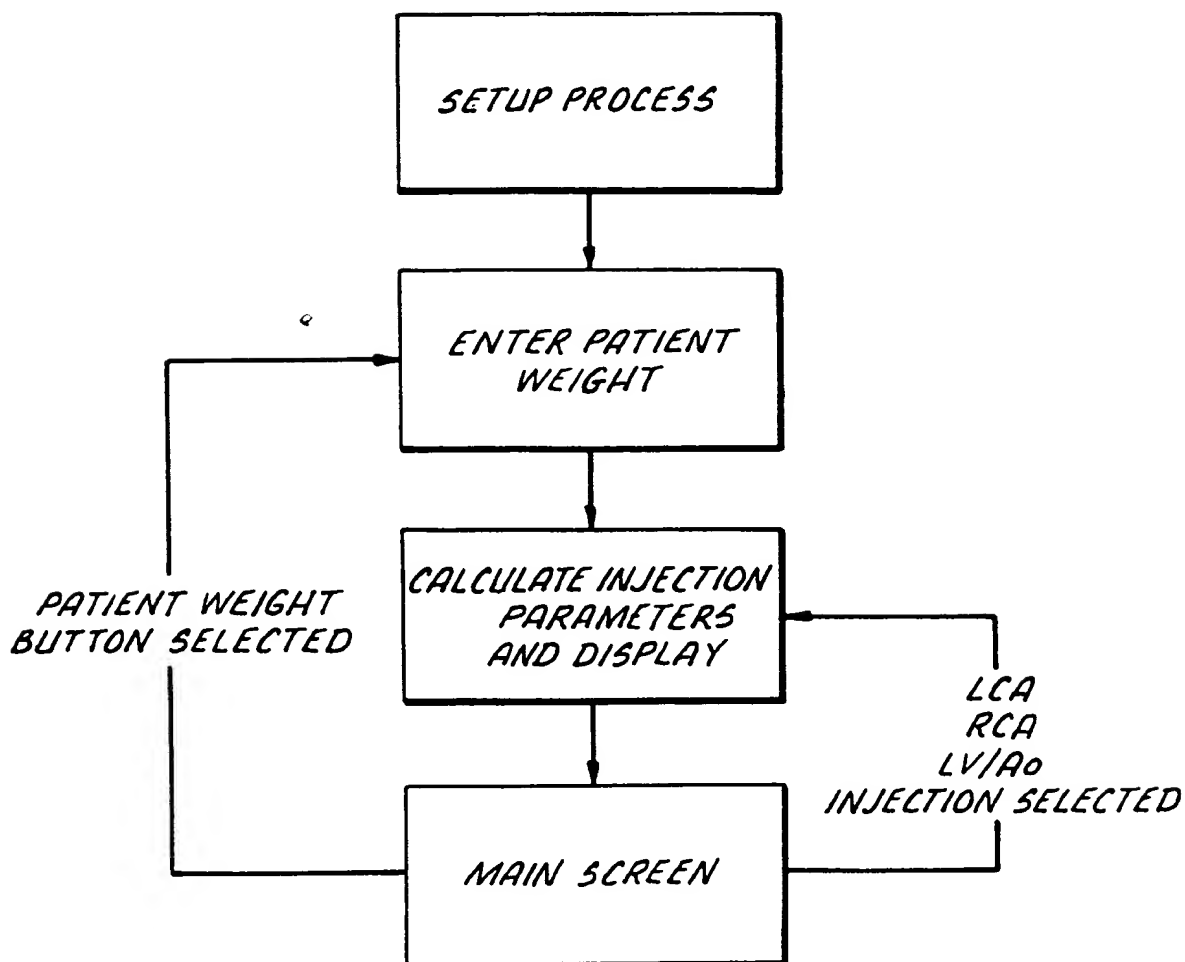 SETUP PROCESS
ENTER PATIENT
WEIGHT
CALCULATE INJECTION
PARAMETERS
AND DISPLAY
PATIENT WEIGHT
BUTTON SELECTED
LCA
RCA
LV/Ao
INJECTION SELECTED
MAIN SCREEN